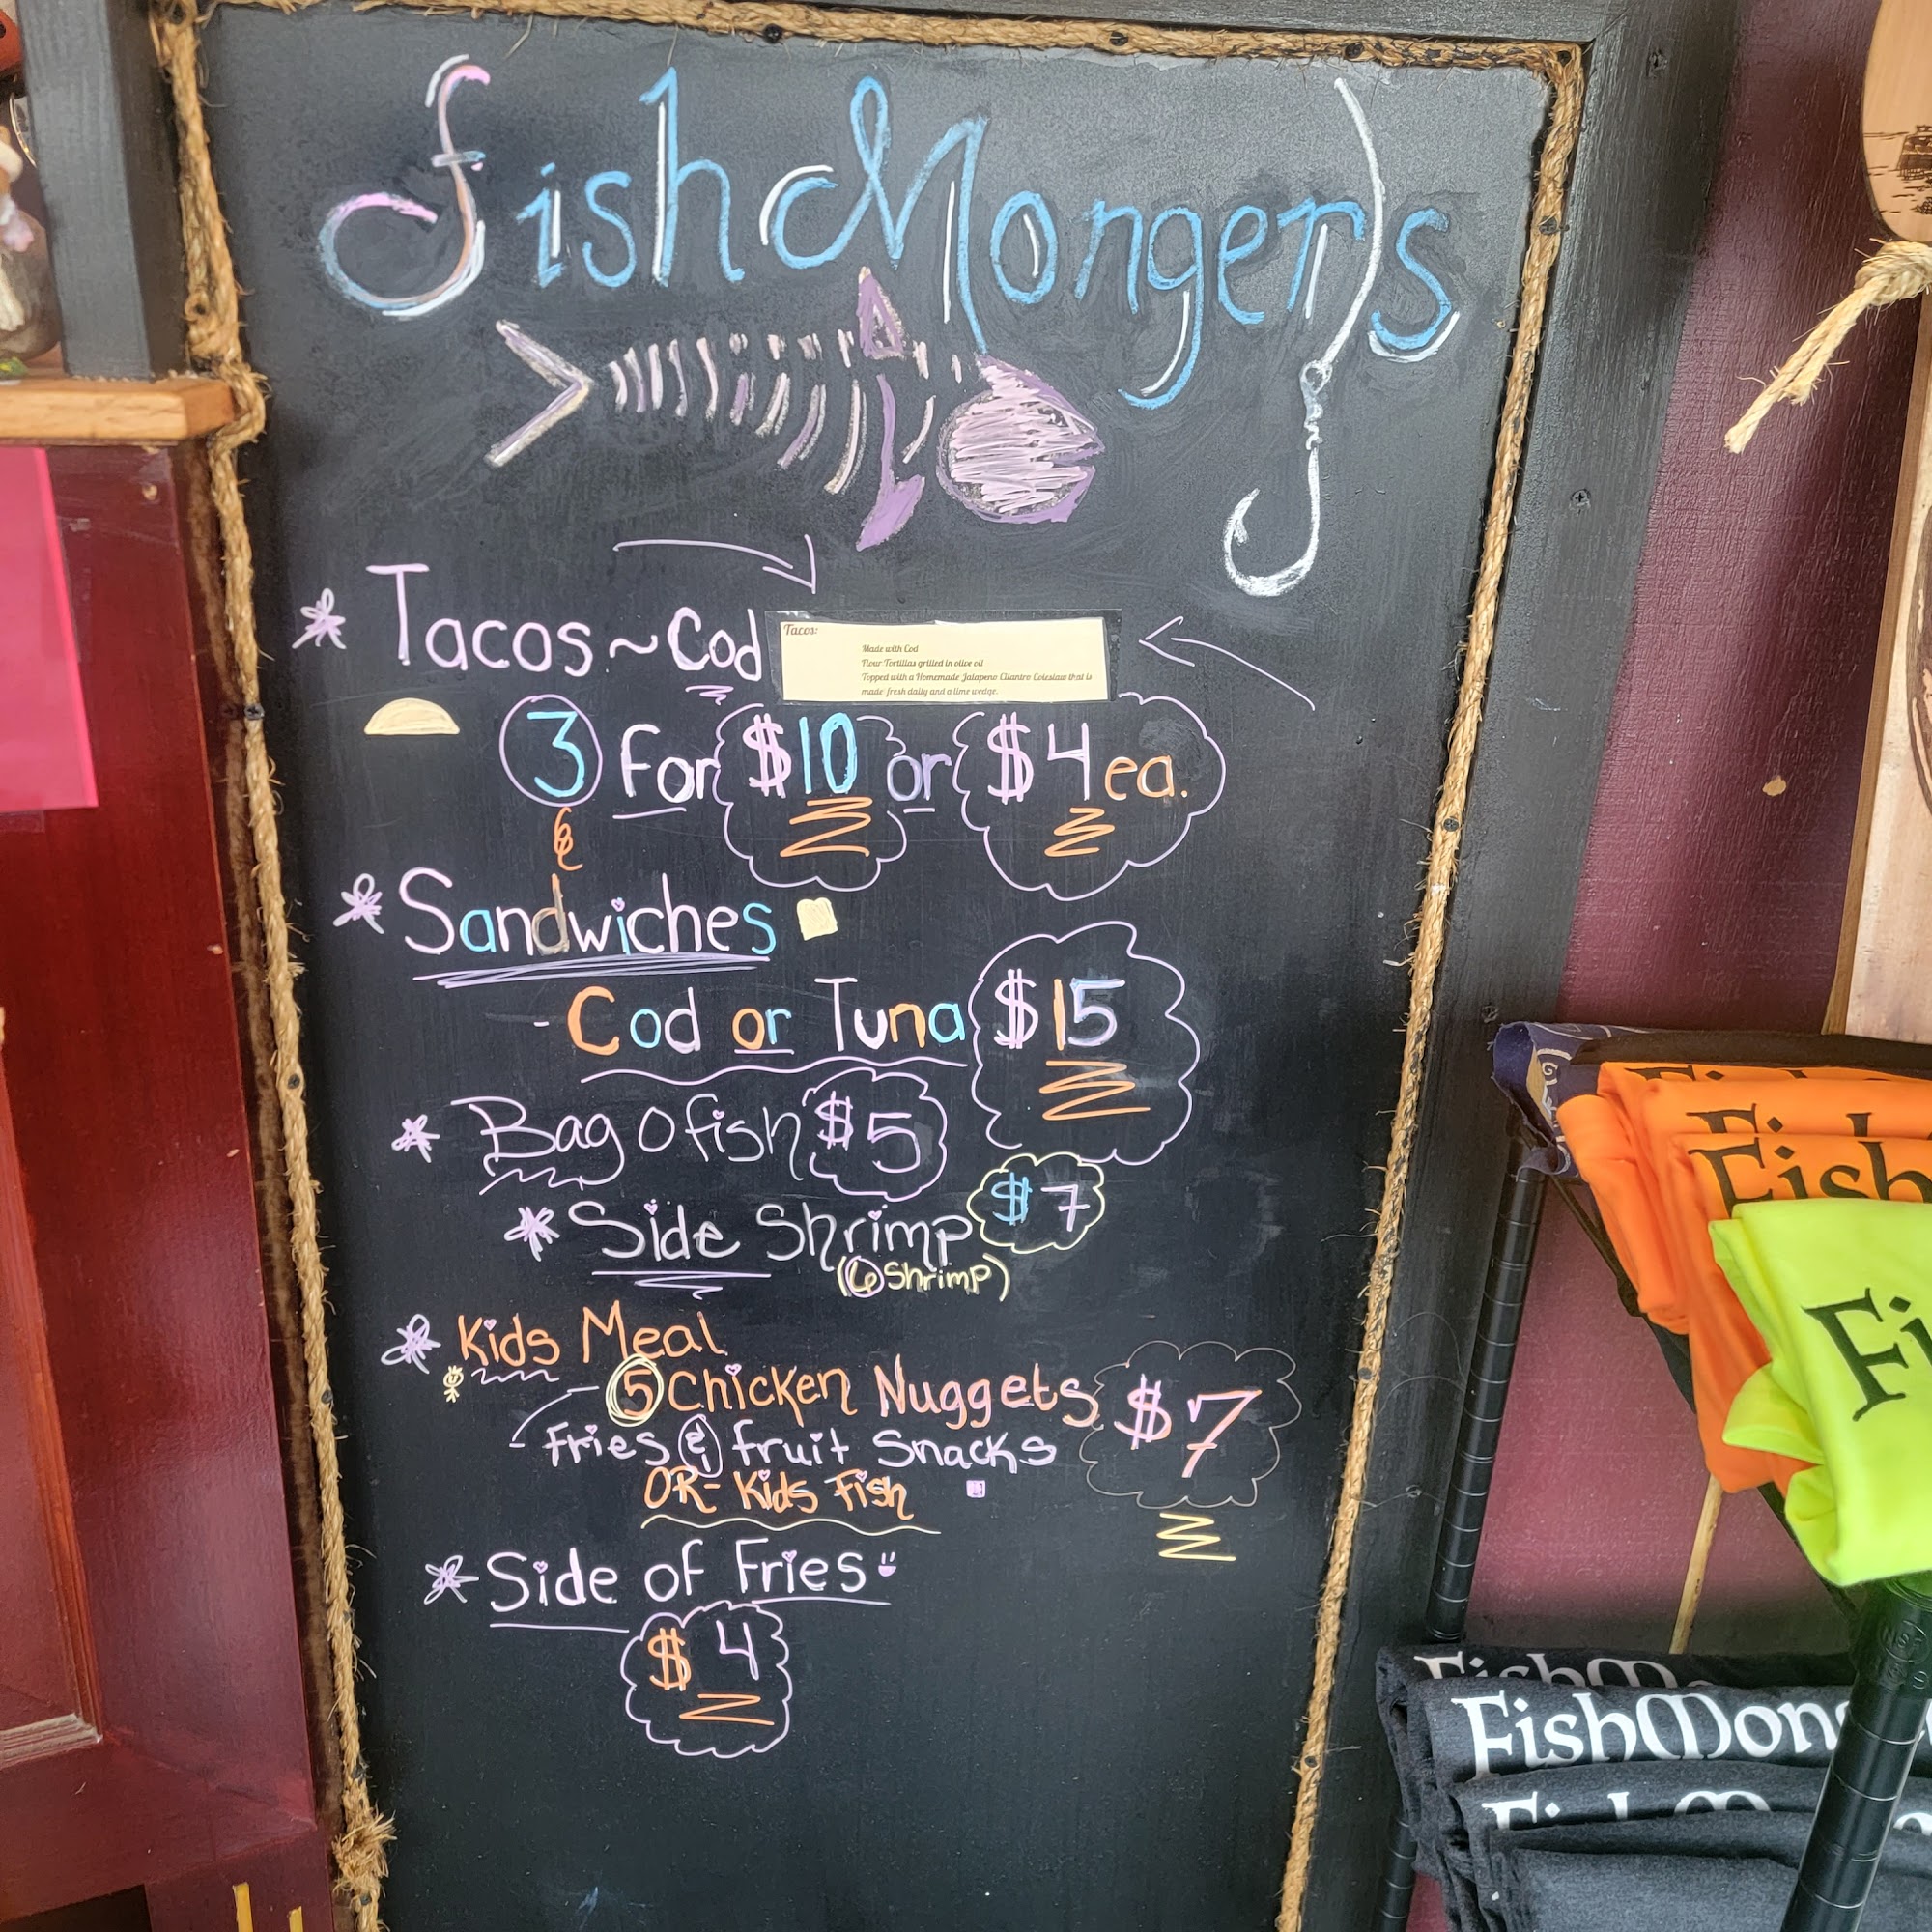 FishMongers
* Tacos ~ Cod
Tacos:
Made with Cod
Flour Tortillas grilled in olive oil
Topped with a Homemade Jalapeno Cilantro Coleslaw that is
made fresh daily and a lime wedge.
3 For $10 or $4 ea.
* Sandwiches
- Cod or Tuna $15
* Bag O fish $5
* Side Shrimp $7
(6 Shrimp)
* Kids Meal
5 Chicken Nuggets $7
- Fries & fruit Snacks
OR - Kids Fish
* Side of Fries
$4
Fish
Fish
Fi
FishMo
FishMong